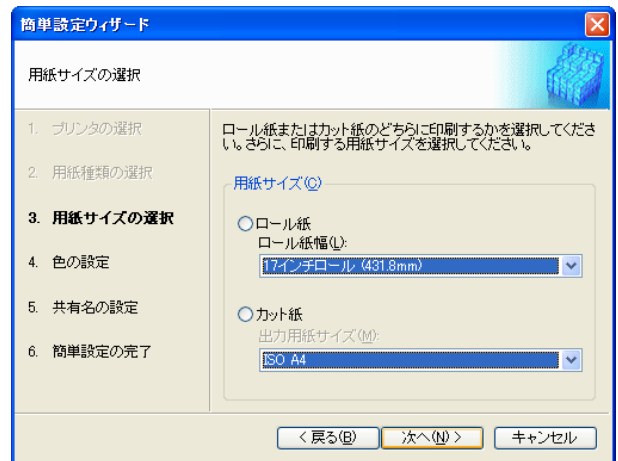 簡単設定ウィザード
用紙サイズの選択
1. プリンタの選択
2. 用紙種類の選択
3. 用紙サイズの選択
4. 色の設定
5. 共有名の設定
6. 簡単設定の完了
ロール紙またはカット紙のどちらに印刷するかを選択してくださ
い。さらに、印刷する用紙サイズを選択してください。
用紙サイズ(C)
ロール紙
ロール紙幅(L):
17インチロール (431.8mm)
カット紙
出力用紙サイズ(M):
ISO A4
< 戻る(B)
次へ(N) >
キャンセル